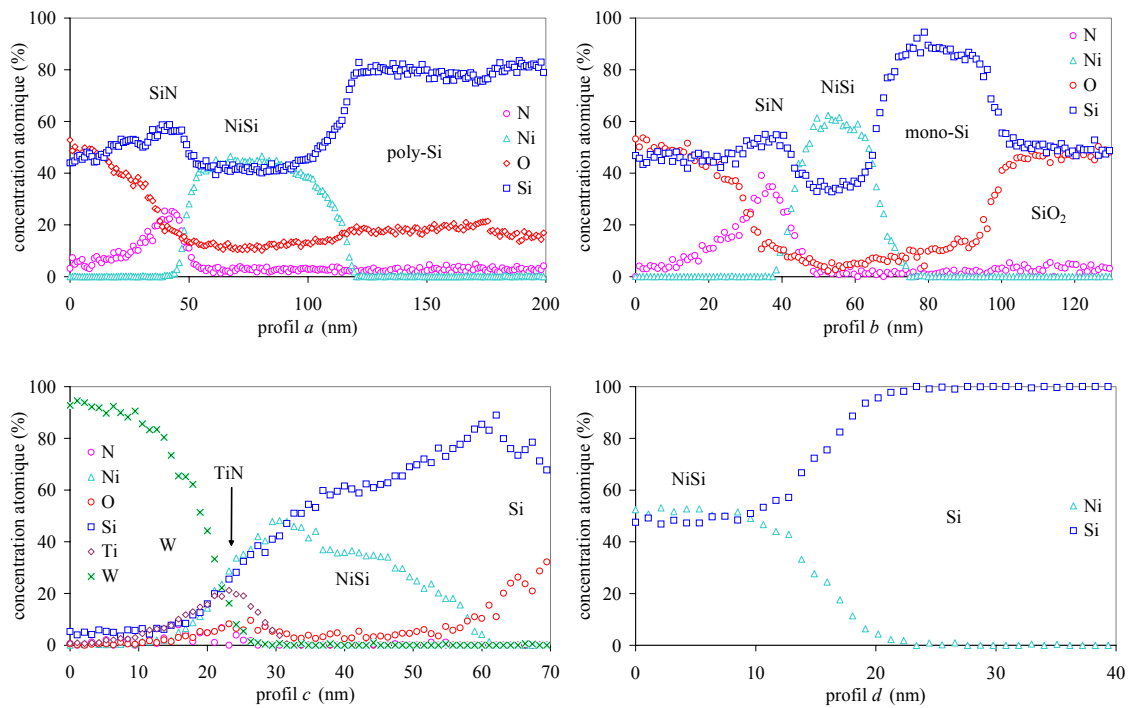 100
80
60
40
20
0
concentration atomique (%)
SiN
NiSi
poly-Si
N
Ni
O
Si
0 50 100 150 200
profil a (nm)
100
80
60
40
20
0
concentration atomique (%)
SiN
NiSi
mono-Si
SiO2
N
Ni
O
Si
0 20 40 60 80 100 120
profil b (nm)
100
80
60
40
20
0
concentration atomique (%)
N
Ni
O
Si
Ti
W
W
TiN
NiSi
Si
0 10 20 30 40 50 60 70
profil c (nm)
100
80
60
40
20
0
concentration atomique (%)
NiSi
Si
Ni
Si
0 10 20 30 40
profil d (nm)